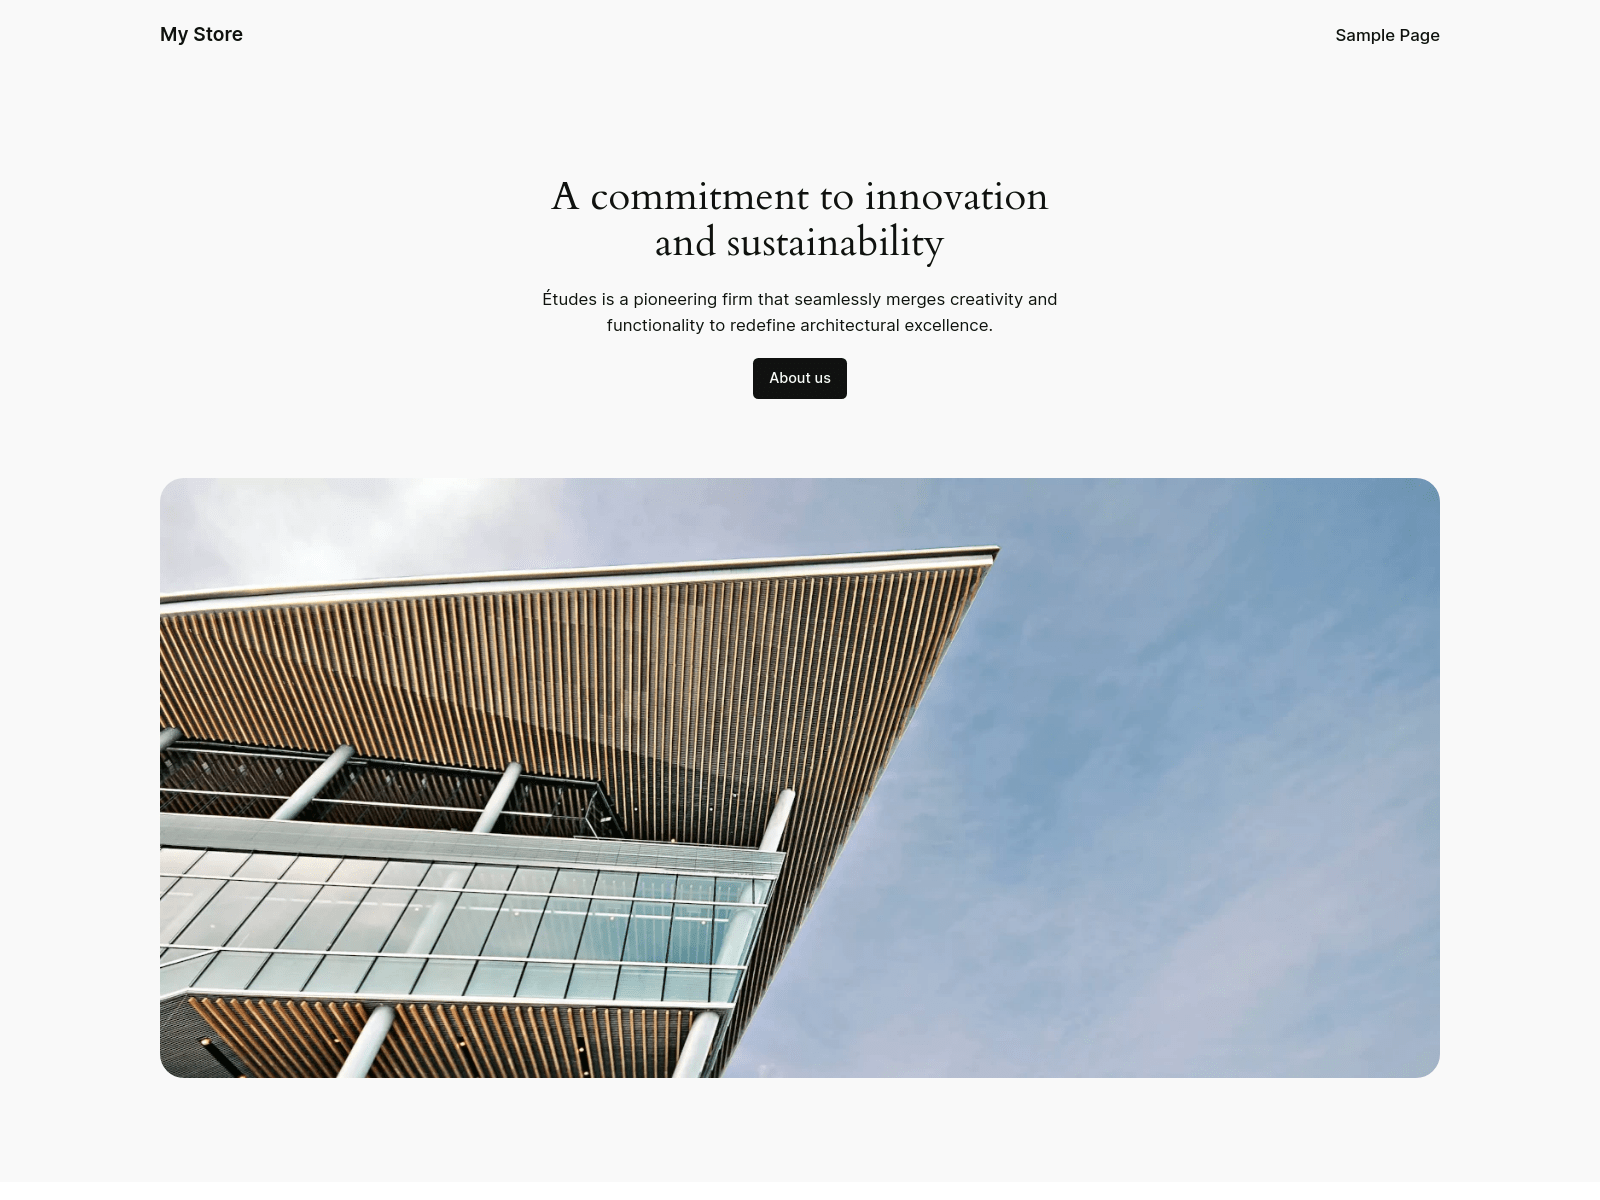 My Store
Sample Page
A commitment to innovation
and sustainability
Études is a pioneering firm that seamlessly merges creativity and
functionality to redefine architectural excellence.
About us